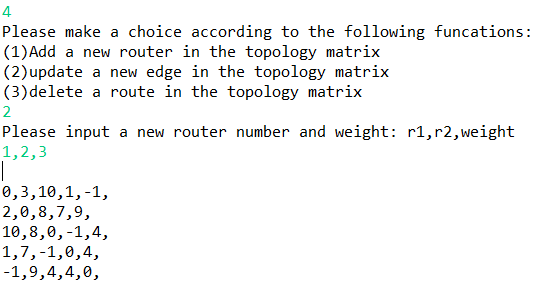 4
Please make a choice according to the following funcations:
(1)Add a new router in the topology matrix
(2)update a new edge in the topology matrix
(3)delete a route in the topology matrix
2
Please input a new router number and weight: r1,r2,weight
1,2,3
0,3,10,1,-1,
2,0,8,7,9,
10,8,0,-1,4,
1,7,-1,0,4,
-1,9,4,4,0,